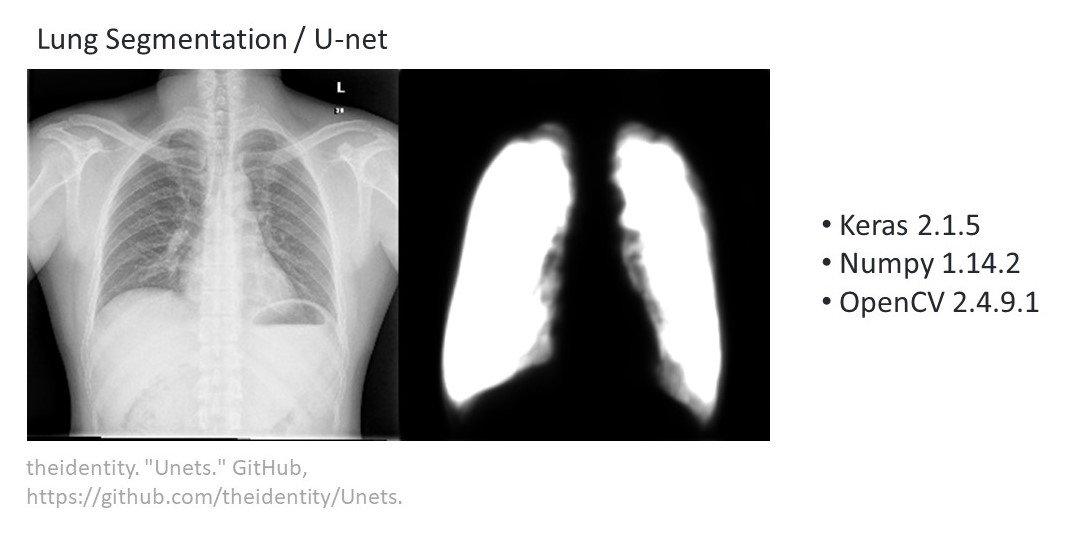 Lung Segmentation / U-net
L
• Keras 2.1.5
• Numpy 1.14.2
• OpenCV 2.4.9.1
theidentity. "Unets." GitHub,
https://github.com/theidentity/Unets.